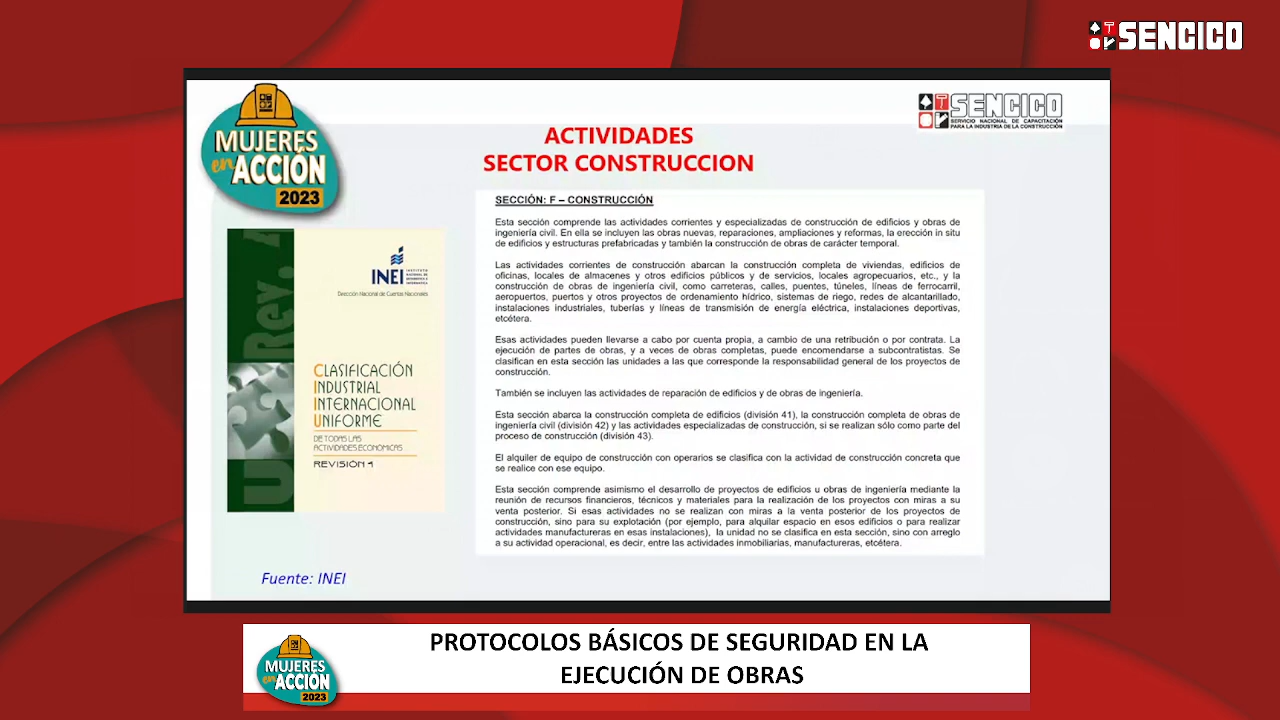 SENCICO
MUJERES
en ACCIÓN
2023
SENCICO
SERVICIO NACIONAL DE CAPACITACIÓN
PARA LA INDUSTRIA DE LA CONSTRUCCIÓN
ACTIVIDADES
SECTOR CONSTRUCCION
SECCIÓN: F – CONSTRUCCIÓN
Esta sección comprende las actividades corrientes y especializadas de construcción de edificios y obras de
ingeniería civil. En ella se incluyen las obras nuevas, reparaciones, ampliaciones y reformas, la erección in situ
de edificios y estructuras prefabricadas y también la construcción de obras de carácter temporal.
Las actividades corrientes de construcción abarcan la construcción completa de viviendas, edificios de
oficinas, locales de almacenes y otros edificios públicos y de servicios, locales agropecuarios, etc., y la
construcción de obras de ingeniería civil, como carreteras, calles, puentes, túneles, líneas de ferrocarril,
aeropuertos, puertos y otros proyectos de ordenamiento hídrico, sistemas de riego, redes de alcantarillado,
instalaciones industriales, tuberías y líneas de transmisión de energía eléctrica, instalaciones deportivas,
etcétera.
Esas actividades pueden llevarse a cabo por cuenta propia, a cambio de una retribución o por contrata. La
ejecución de partes de obras, y a veces de obras completas, puede encomendarse a subcontratistas. Se
clasifican en esta sección las unidades a las que corresponde la responsabilidad general de los proyectos de
construcción.
También se incluyen las actividades de reparación de edificios y de obras de ingeniería.
Esta sección abarca la construcción completa de edificios (división 41), la construcción completa de obras de
ingeniería civil (división 42) y las actividades especializadas de construcción, si se realizan sólo como parte del
proceso de construcción (división 43).
El alquiler de equipo de construcción con operarios se clasifica con la actividad de construcción concreta que
se realice con ese equipo.
Esta sección comprende asimismo el desarrollo de proyectos de edificios u obras de ingeniería mediante la
reunión de recursos financieros, técnicos y materiales para la realización de los proyectos con miras a su
venta posterior. Si esas actividades no se realizan con miras a la venta posterior de los proyectos de
construcción, sino para su explotación (por ejemplo, para alquilar espacio en esos edificios o para realizar
actividades manufactureras en esas instalaciones), la unidad no se clasifica en esta sección, sino con arreglo
a su actividad operacional, es decir, entre las actividades inmobiliarias, manufactureras, etcétera.
Rev.
U
INEI
INSTITUTO
NACIONAL DE
ESTADÍSTICA E
INFORMÁTICA
Dirección Nacional de Cuentas Nacionales
CLASIFICACIÓN
INDUSTRIAL
INTERNACIONAL
UNIFORME
DE TODAS LAS
ACTIVIDADES ECONÓMICAS
REVISIÓN 4
Fuente: INEI
MUJERES
en ACCIÓN
2023
PROTOCOLOS BÁSICOS DE SEGURIDAD EN LA
EJECUCIÓN DE OBRAS